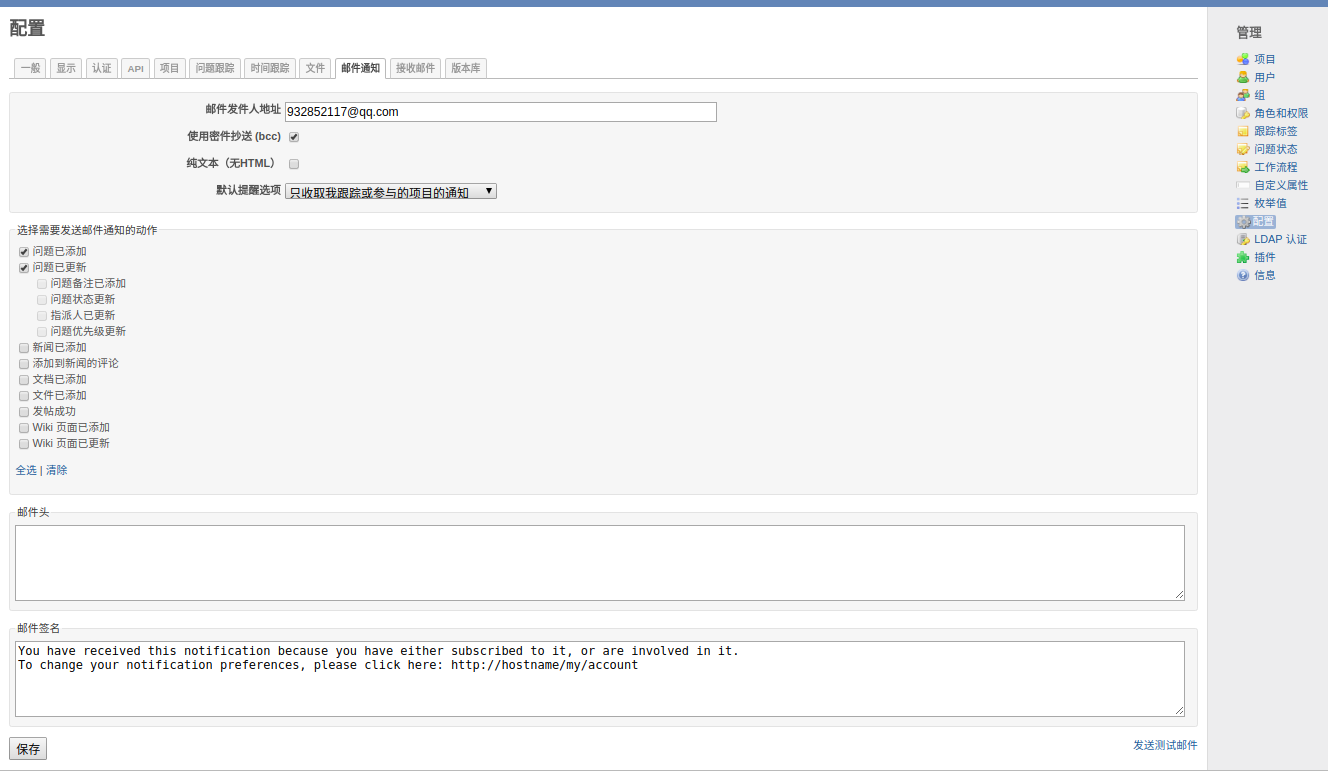 配置
一般 显示 认证 API 项目 问题跟踪 时间跟踪 文件 邮件通知 接收邮件 版本库
邮件发件人地址 932852117@qq.com
使用密件抄送 (bcc)
纯文本（无HTML）
默认提醒选项 只收取我跟踪或参与的项目的通知
选择需要发送邮件通知的动作
问题已添加
问题已更新
问题备注已添加
问题状态更新
指派人已更新
问题优先级更新
新闻已添加
添加到新闻的评论
文档已添加
文件已添加
发帖成功
Wiki 页面已添加
Wiki 页面已更新
全选 | 清除
邮件头
邮件签名
You have received this notification because you have either subscribed to it, or are involved in it.
To change your notification preferences, please click here: http://hostname/my/account
保存
发送测试邮件
管理
项目
用户
组
角色和权限
跟踪标签
问题状态
工作流程
自定义属性
枚举值
配置
LDAP 认证
插件
信息